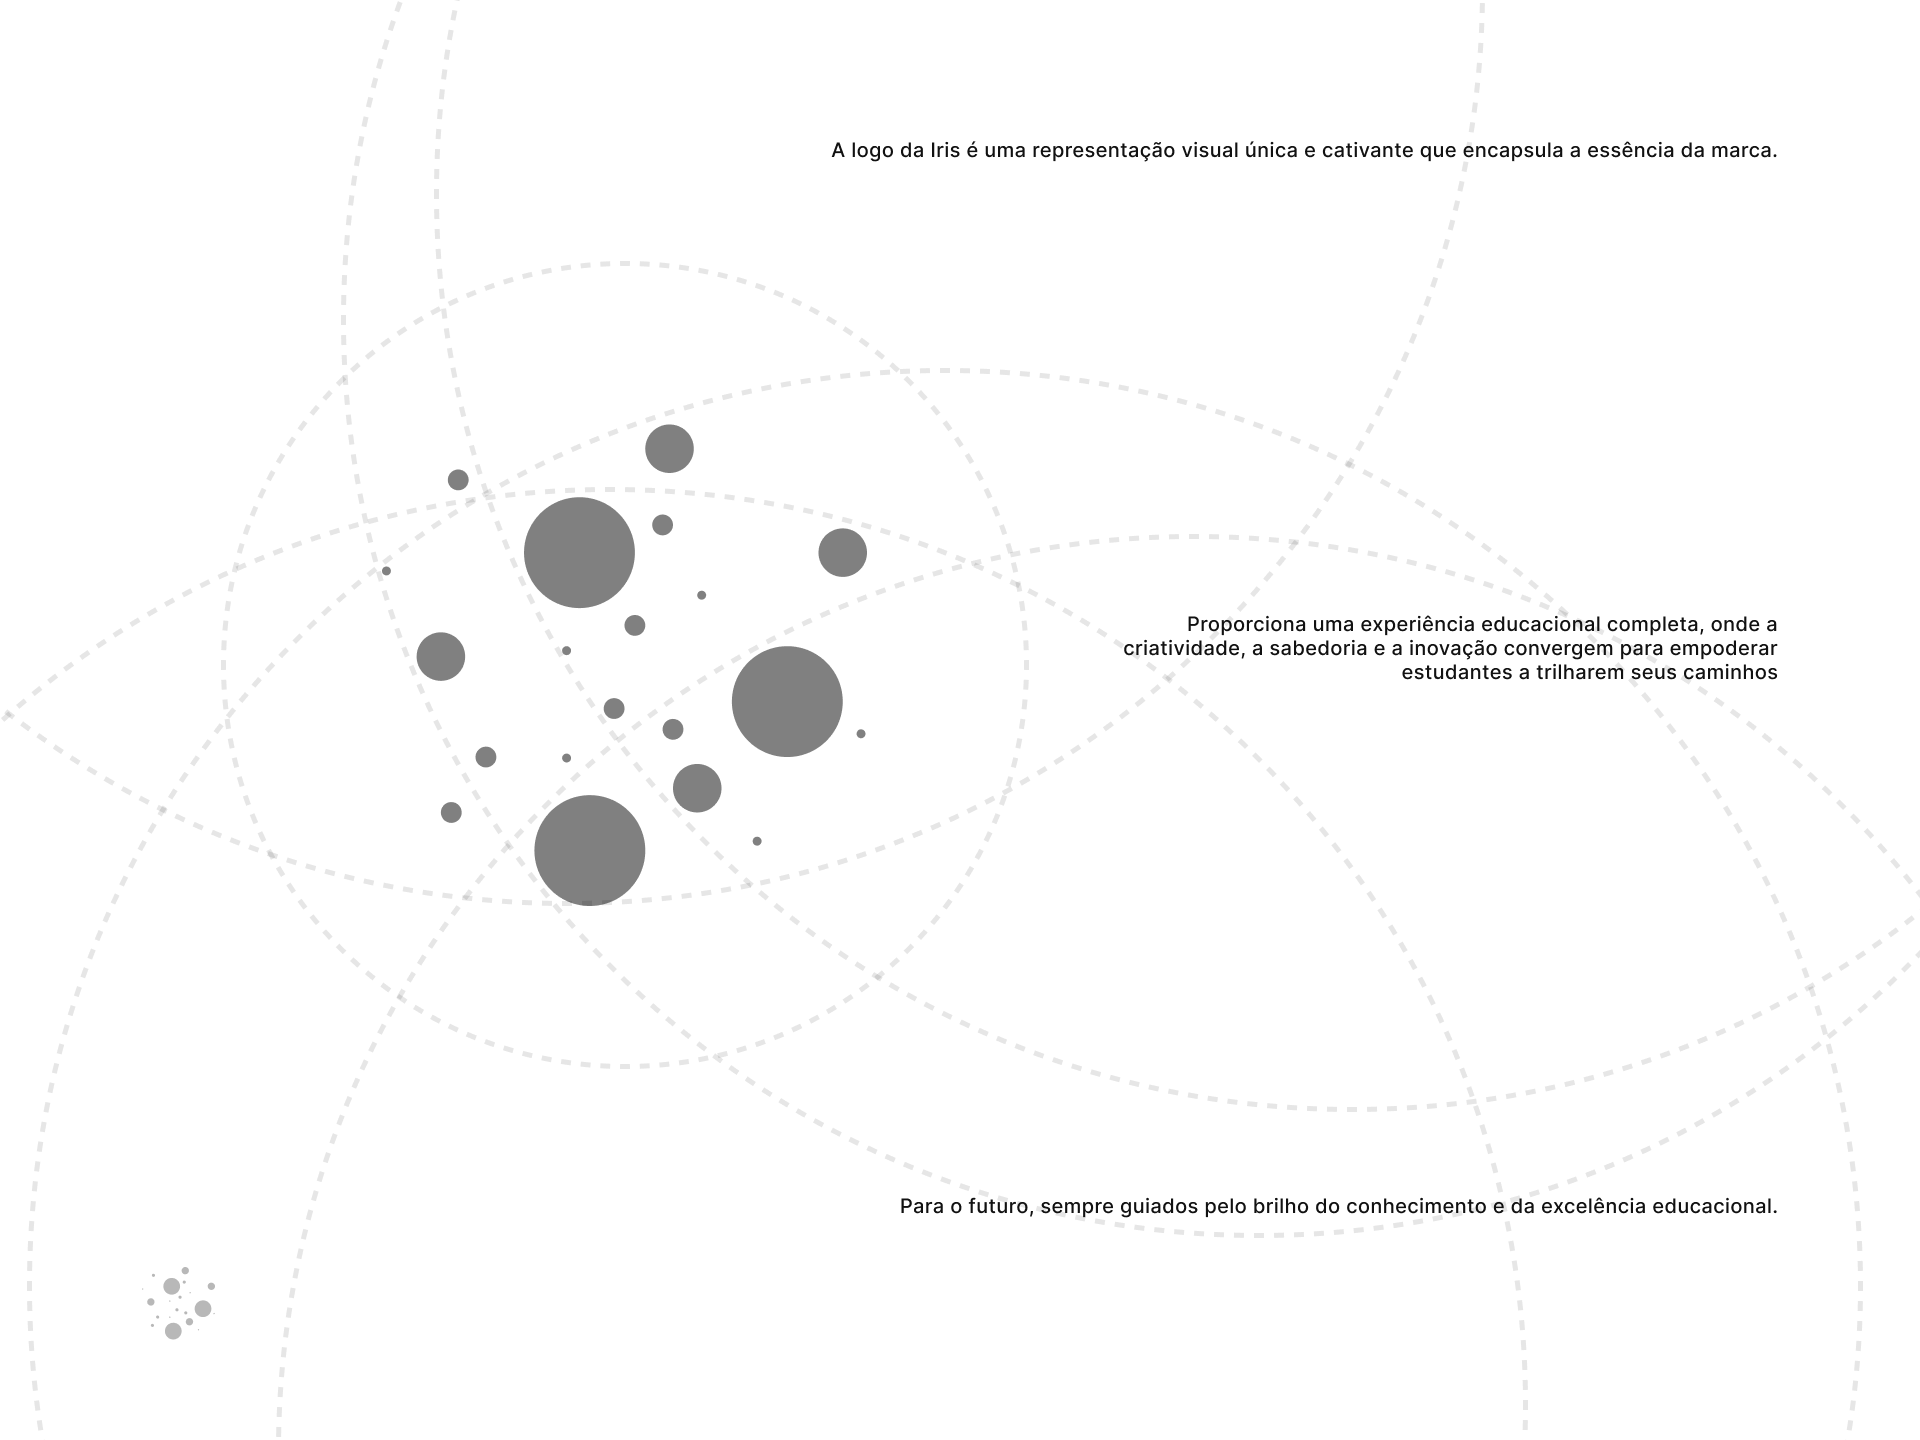 A logo da Iris é uma representação visual única e cativante que encapsula a essência da marca.
Proporciona uma experiência educacional completa, onde a
criatividade, a sabedoria e a inovação convergem para empoderar
estudantes a trilharem seus caminhos
Para o futuro, sempre guiados pelo brilho do conhecimento e da excelência educacional.